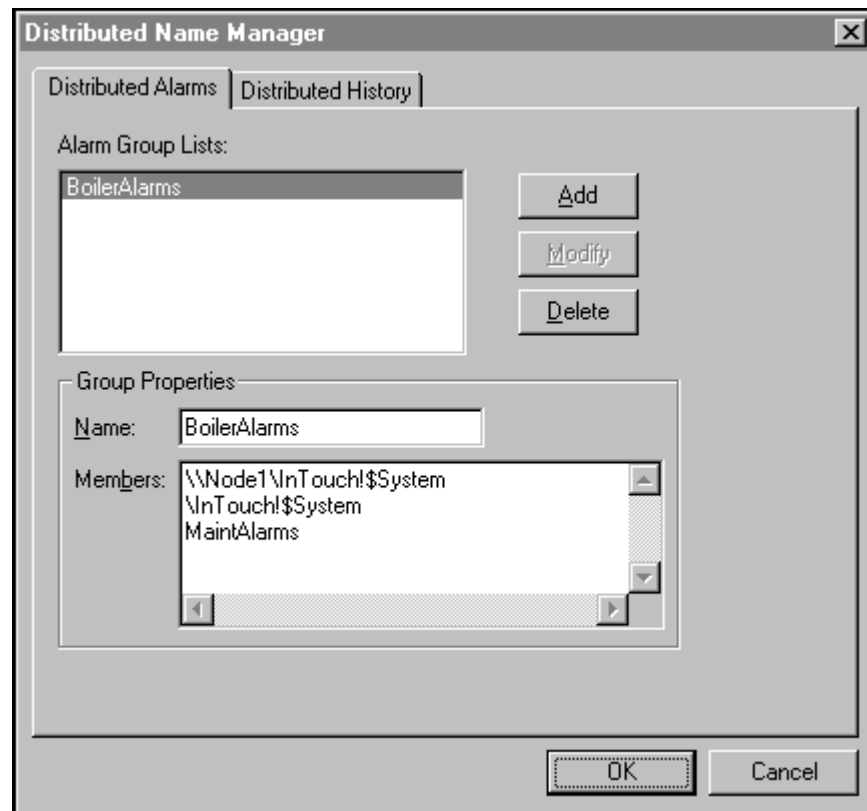 Distributed Name Manager
Distributed Alarms
Distributed History
Alarm Group Lists:
BoilerAlarms
Add
Modify
Delete
Group Properties
Name:
BoilerAlarms
Members:
\\Node1\InTouch!$System
\InTouch!$System
MaintAlarms
OK
Cancel